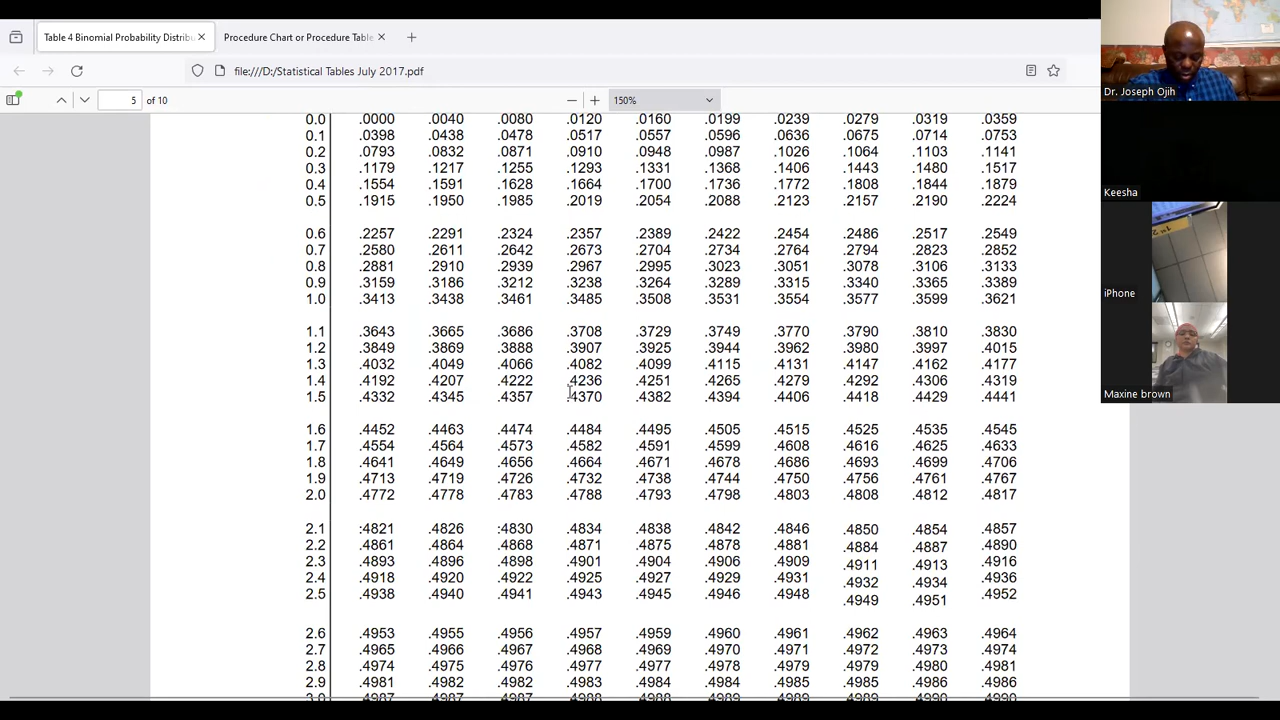 Table 4 Binomial Probability Distribu
Procedure Chart or Procedure Table
file:///D:/Statistical Tables July 2017.pdf
5 of 10
150%
0.0 .0000 .0040 .0080 .0120 .0160 .0199 .0239 .0279 .0319 .0359
0.1 .0398 .0438 .0478 .0517 .0557 .0596 .0636 .0675 .0714 .0753
0.2 .0793 .0832 .0871 .0910 .0948 .0987 .1026 .1064 .1103 .1141
0.3 .1179 .1217 .1255 .1293 .1331 .1368 .1406 .1443 .1480 .1517
0.4 .1554 .1591 .1628 .1664 .1700 .1736 .1772 .1808 .1844 .1879
0.5 .1915 .1950 .1985 .2019 .2054 .2088 .2123 .2157 .2190 .2224
0.6 .2257 .2291 .2324 .2357 .2389 .2422 .2454 .2486 .2517 .2549
0.7 .2580 .2611 .2642 .2673 .2704 .2734 .2764 .2794 .2823 .2852
0.8 .2881 .2910 .2939 .2967 .2995 .3023 .3051 .3078 .3106 .3133
0.9 .3159 .3186 .3212 .3238 .3264 .3289 .3315 .3340 .3365 .3389
1.0 .3413 .3438 .3461 .3485 .3508 .3531 .3554 .3577 .3599 .3621
1.1 .3643 .3665 .3686 .3708 .3729 .3749 .3770 .3790 .3810 .3830
1.2 .3849 .3869 .3888 .3907 .3925 .3944 .3962 .3980 .3997 .4015
1.3 .4032 .4049 .4066 .4082 .4099 .4115 .4131 .4147 .4162 .4177
1.4 .4192 .4207 .4222 .4236 .4251 .4265 .4279 .4292 .4306 .4319
1.5 .4332 .4345 .4357 .4370 .4382 .4394 .4406 .4418 .4429 .4441
1.6 .4452 .4463 .4474 .4484 .4495 .4505 .4515 .4525 .4535 .4545
1.7 .4554 .4564 .4573 .4582 .4591 .4599 .4608 .4616 .4625 .4633
1.8 .4641 .4649 .4656 .4664 .4671 .4678 .4686 .4693 .4699 .4706
1.9 .4713 .4719 .4726 .4732 .4738 .4744 .4750 .4756 .4761 .4767
2.0 .4772 .4778 .4783 .4788 .4793 .4798 .4803 .4808 .4812 .4817
2.1 :4821 .4826 :4830 .4834 .4838 .4842 .4846 .4850 .4854 .4857
2.2 .4861 .4864 .4868 .4871 .4875 .4878 .4881 .4884 .4887 .4890
2.3 .4893 .4896 .4898 .4901 .4904 .4906 .4909 .4911 .4913 .4916
2.4 .4918 .4920 .4922 .4925 .4927 .4929 .4931 .4932 .4934 .4936
2.5 .4938 .4940 .4941 .4943 .4945 .4946 .4948 .4949 .4951 .4952
2.6 .4953 .4955 .4956 .4957 .4959 .4960 .4961 .4962 .4963 .4964
2.7 .4965 .4966 .4967 .4968 .4969 .4970 .4971 .4972 .4973 .4974
2.8 .4974 .4975 .4976 .4977 .4977 .4978 .4979 .4979 .4980 .4981
2.9 .4981 .4982 .4982 .4983 .4984 .4984 .4985 .4985 .4986 .4986
3.0 .4987 .4987 .4987 .4988 .4988 .4989 .4989 .4989 .4990 .4990
Dr. Joseph Ojih
Keesha
iPhone
Maxine brown